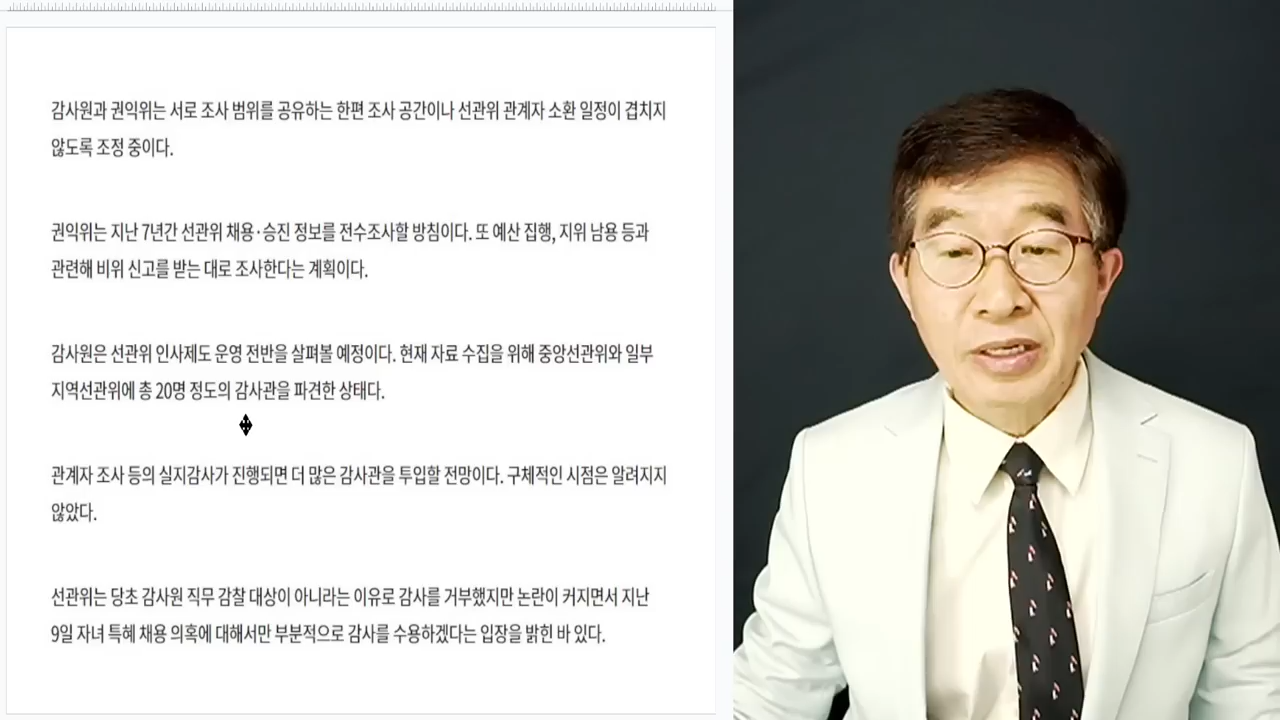 감사원과 권익위는 서로 조사 범위를 공유하는 한편 조사 공간이나 선관위 관계자 소환 일정이 겹치지
않도록 조정 중이다.
권익위는 지난 7년간 선관위 채용·승진 정보를 전수조사할 방침이다. 또 예산 집행, 지위 남용 등과
관련해 비위 신고를 받는 대로 조사한다는 계획이다.
감사원은 선관위 인사제도 운영 전반을 살펴볼 예정이다. 현재 자료 수집을 위해 중앙선관위와 일부
지역선관위에 총 20명 정도의 감사관을 파견한 상태다.
관계자 조사 등의 실지감사가 진행되면 더 많은 감사관을 투입할 전망이다. 구체적인 시점은 알려지지
않았다.
선관위는 당초 감사원 직무 감찰 대상이 아니라는 이유로 감사를 거부했지만 논란이 커지면서 지난
9일 자녀 특혜 채용 의혹에 대해서만 부분적으로 감사를 수용하겠다는 입장을 밝힌 바 있다.